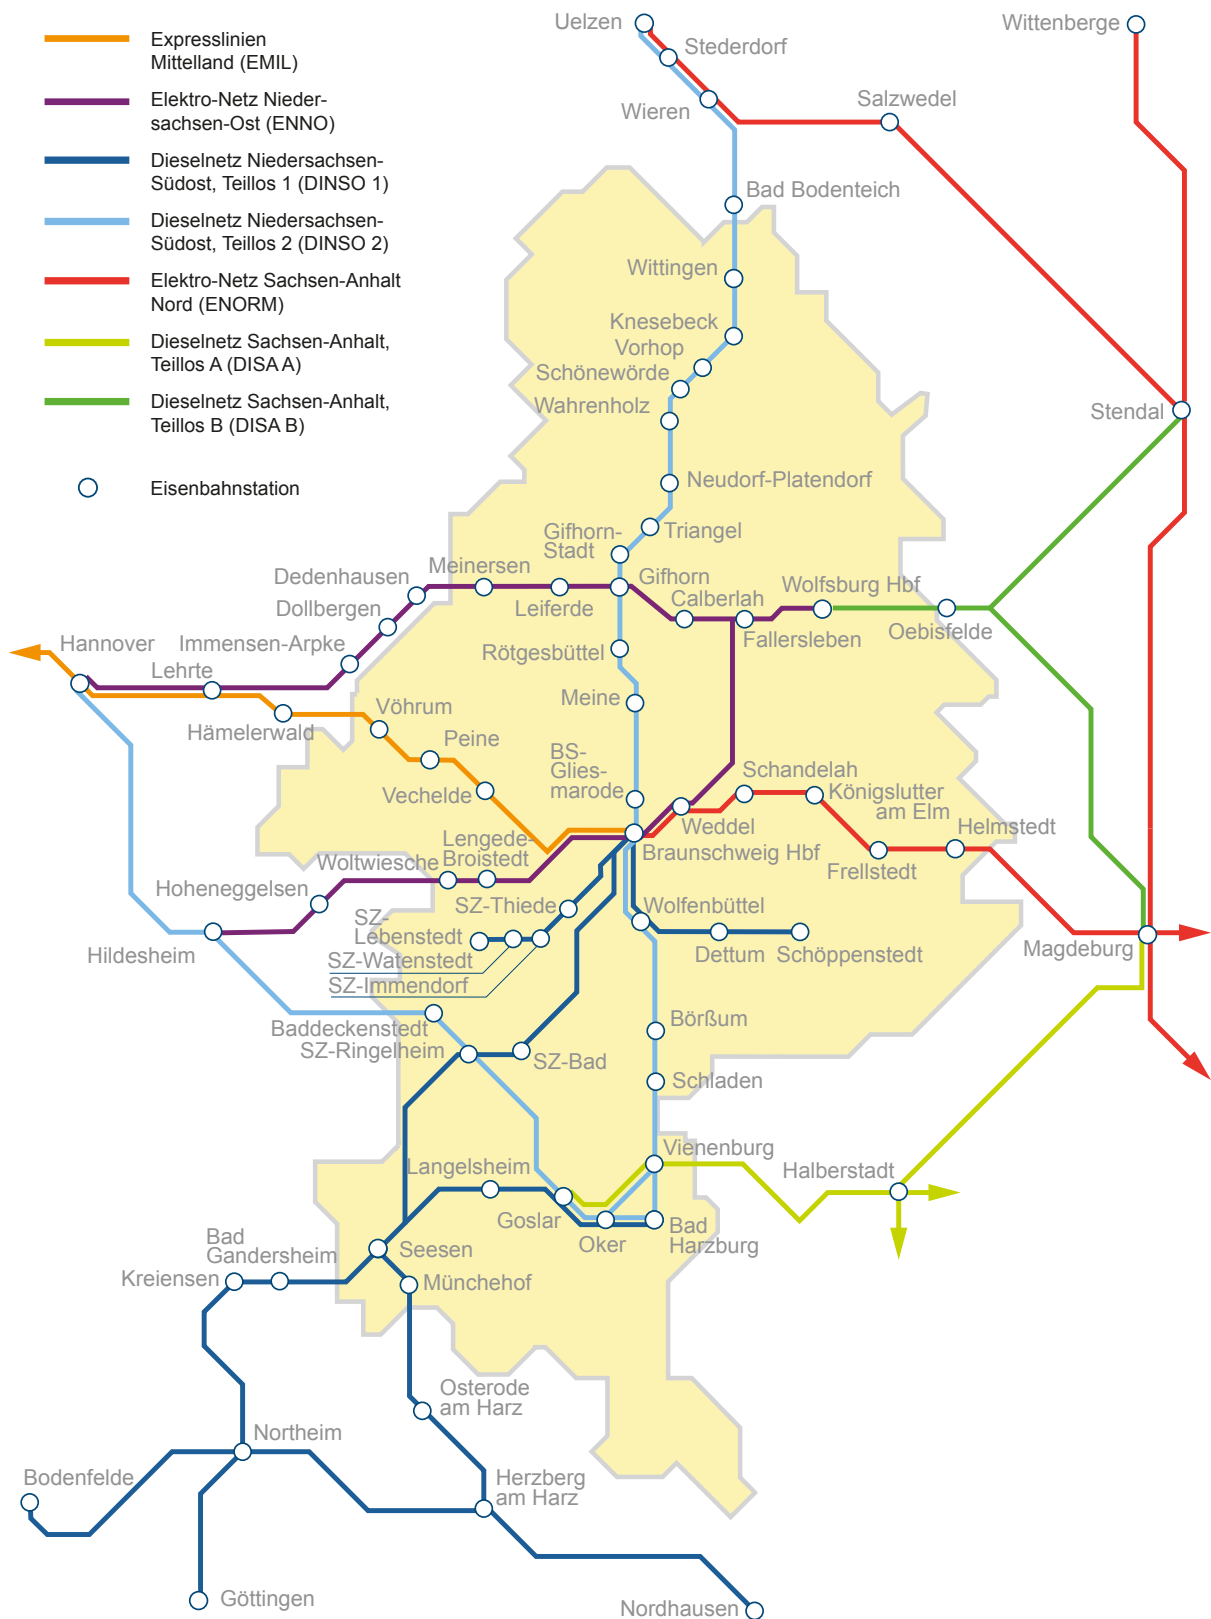 Expresslinien
Mittelland (EMIL)
Elektro-Netz Nieder-
sachsen-Ost (ENNO)
Dieselnetz Niedersachsen-
Südost, Teillos 1 (DINSO 1)
Dieselnetz Niedersachsen-
Südost, Teillos 2 (DINSO 2)
Elektro-Netz Sachsen-Anhalt
Nord (ENORM)
Dieselnetz Sachsen-Anhalt,
Teillos A (DISA A)
Dieselnetz Sachsen-Anhalt,
Teillos B (DISA B)
Eisenbahnstation
Uelzen
Wittenberge
Stederdorf
Wieren
Salzwedel
Bad Bodenteich
Wittingen
Knesebeck
Vorhop
Schönewörde
Wahrenholz
Stendal
Neudorf-Platendorf
Triangel
Gifhorn-
Stadt
Meinersen
Dedenhausen
Gifhorn
Wolfsburg Hbf
Leiferde
Calberlah
Dollbergen
Fallersleben
Oebisfelde
Hannover
Immensen-Arpke
Lehrte
Rötgesbüttel
Meine
Vöhrum
Hämelerwald
Peine
BS-
Glies-
marode
Schandelah
Vechelde
Königslutter
am Elm
Weddel
Helmstedt
Lengede-
Broistedt
Braunschweig Hbf
Woltwiesche
Frellstedt
Hoheneggelsen
SZ-Thiede
Wolfenbüttel
SZ-
Lebenstedt
Hildesheim
Dettum
Schöppenstedt
Magdeburg
SZ-Watenstedt
SZ-Immendorf
Baddeckenstedt
Börßum
SZ-Ringelheim
SZ-Bad
Schladen
Vienenburg
Langelsheim
Halberstadt
Goslar
Oker
Bad
Harzburg
Bad
Gandersheim
Seesen
Kreiensen
Münchehof
Osterode
am Harz
Northeim
Bodenfelde
Herzberg
am Harz
Göttingen
Nordhausen